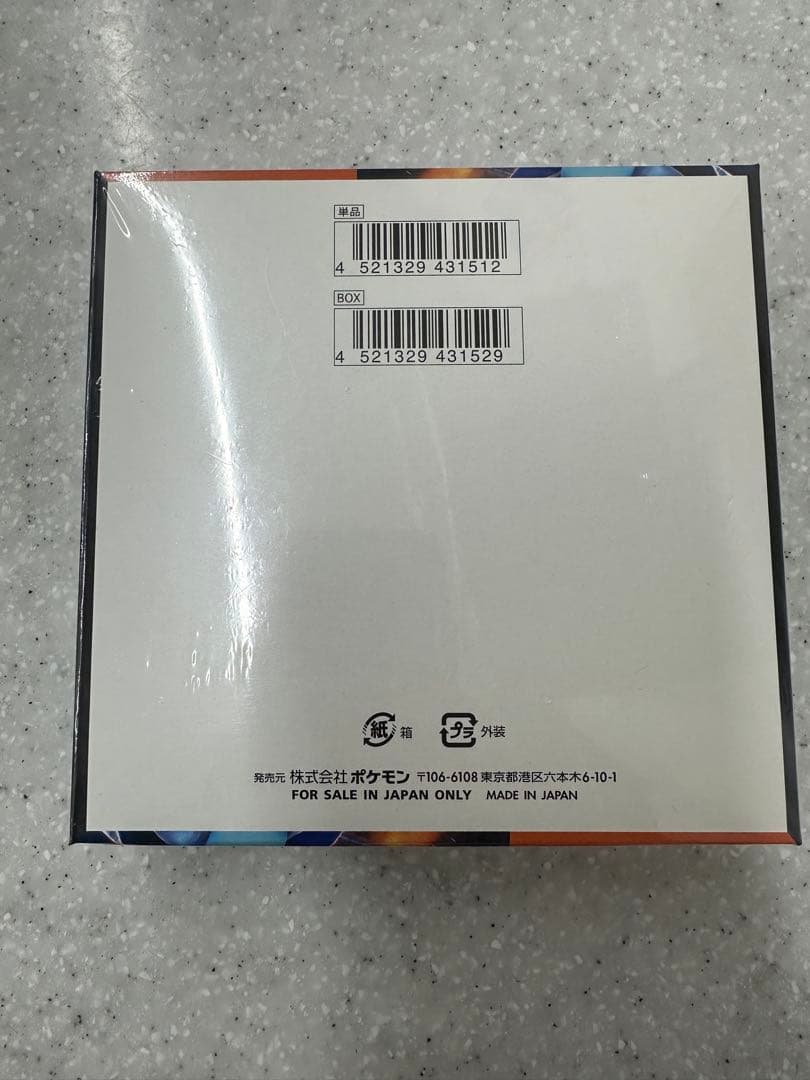 単品
4 521329 431512
BOX
4 521329 431529
紙 箱
プラ 外装
発売元 株式会社 ポケモン 〒106-6108 東京都港区六本木6-10-1
FOR SALE IN JAPAN ONLY MADE IN JAPAN